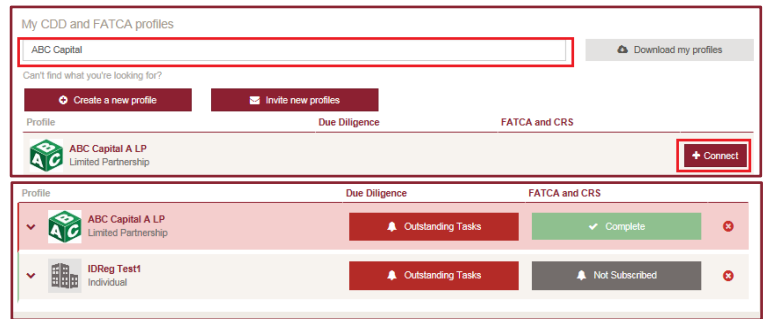 My CDD and FATCA profiles
ABC Capital
Download my profiles
Can't find what you're looking for?
Create a new profile
Invite new profiles
Profile Due Diligence FATCA and CRS
ABC
ABC Capital A LP
Limited Partnership
Connect
Profile Due Diligence FATCA and CRS
ABC
ABC Capital A LP
Limited Partnership
Outstanding Tasks
Complete
IDReg Test1
Individual
Outstanding Tasks
Not Subscribed